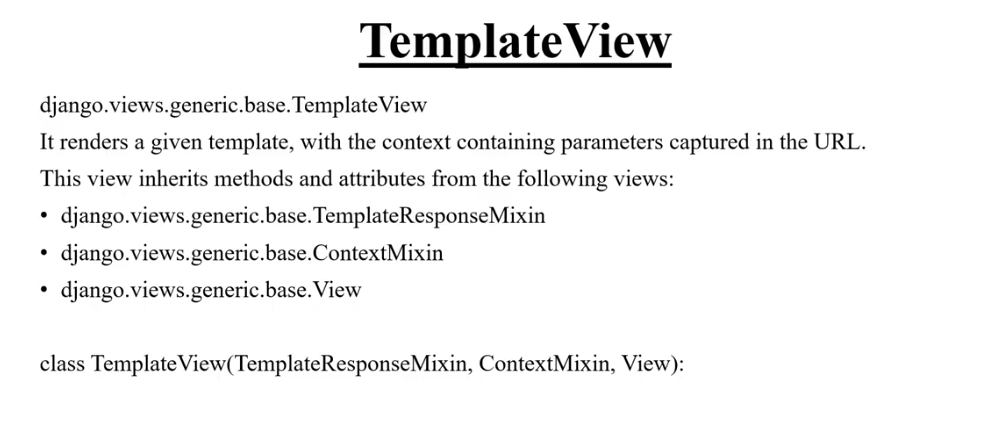 TemplateView
django.views.generic.base.TemplateView
It renders a given template, with the context containing parameters captured in the URL.
This view inherits methods and attributes from the following views:
• django.views.generic.base.TemplateResponseMixin
• django.views.generic.base.ContextMixin
• django.views.generic.base.View
class TemplateView(TemplateResponseMixin, ContextMixin, View):